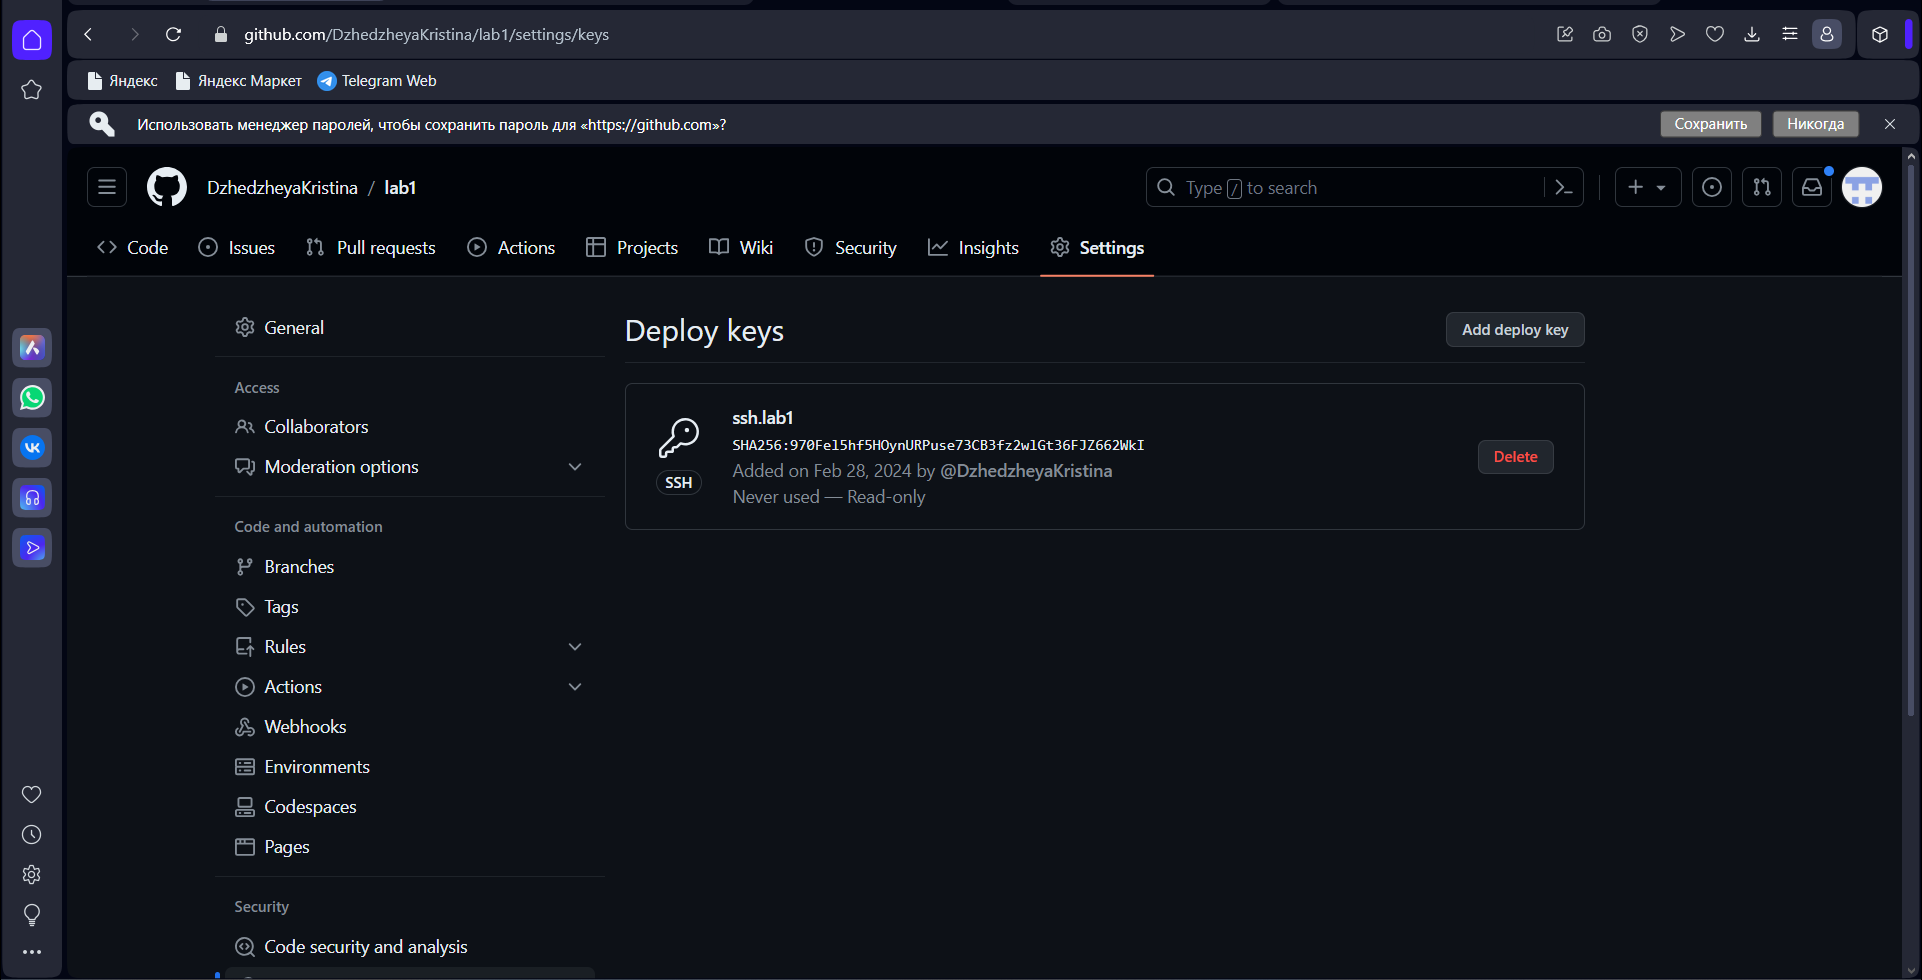 github.com/DzhedzheyaKristina/lab1/settings/keys
Яндекс Яндекс Маркет Telegram Web
Использовать менеджер паролей, чтобы сохранить пароль для «https://github.com»? Сохранить Никогда
DzhedzheyaKristina / lab1 Type / to search
Code Issues Pull requests Actions Projects Wiki Security Insights Settings
General
Access
Collaborators
Moderation options
Code and automation
Branches
Tags
Rules
Actions
Webhooks
Environments
Codespaces
Pages
Security
Code security and analysis
Deploy keys Add deploy key
ssh.lab1
SHA256:970Fel5hf5HOynURPuse73CB3fz2wlGt36FJZ662WkI
Added on Feb 28, 2024 by @DzhedzheyaKristina
Never used — Read-only
SSH
Delete